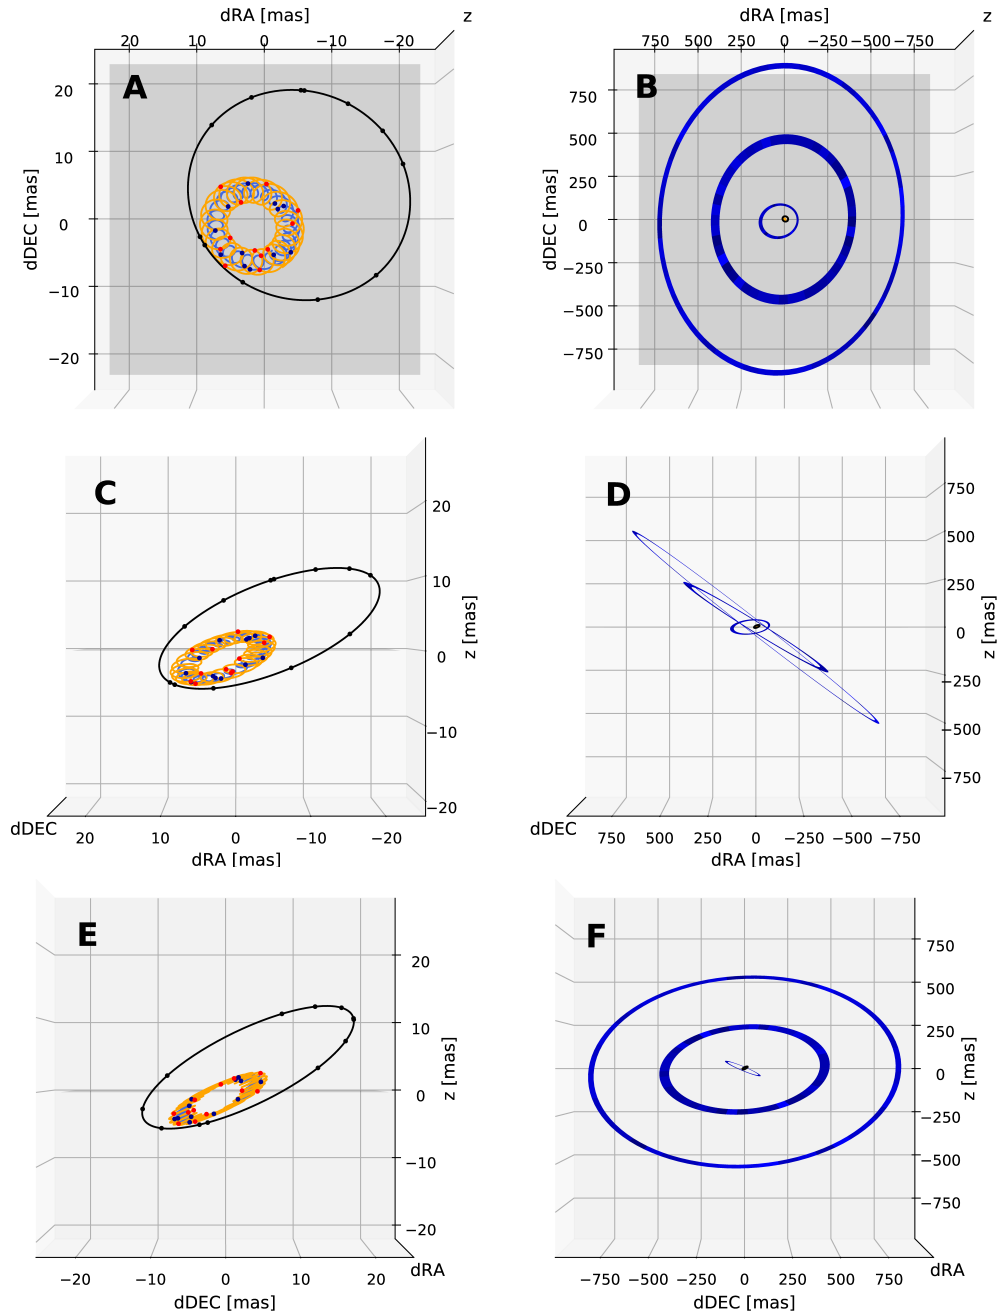 dRA [mas] z
20 10 0 −10 −20
A
20
10
0
−10
−20
dDEC [mas]
dRA [mas] z
750 500 250 0 −250 −500 −750
B
750
500
250
0
−250
−500
−750
dDEC [mas]
C
20
10
0
−10
−20
z [mas]
dDEC
20 10 0 −10 −20
dRA [mas]
D
750
500
250
0
−250
−500
−750
z [mas]
dDEC
750 500 250 0 −250 −500 −750
dRA [mas]
E
20
10
0
−10
−20
z [mas]
dRA
−20 −10 0 10 20
dDEC [mas]
F
750
500
250
0
−250
−500
−750
z [mas]
dRA
−750 −500 −250 0 250 500 750
dDEC [mas]